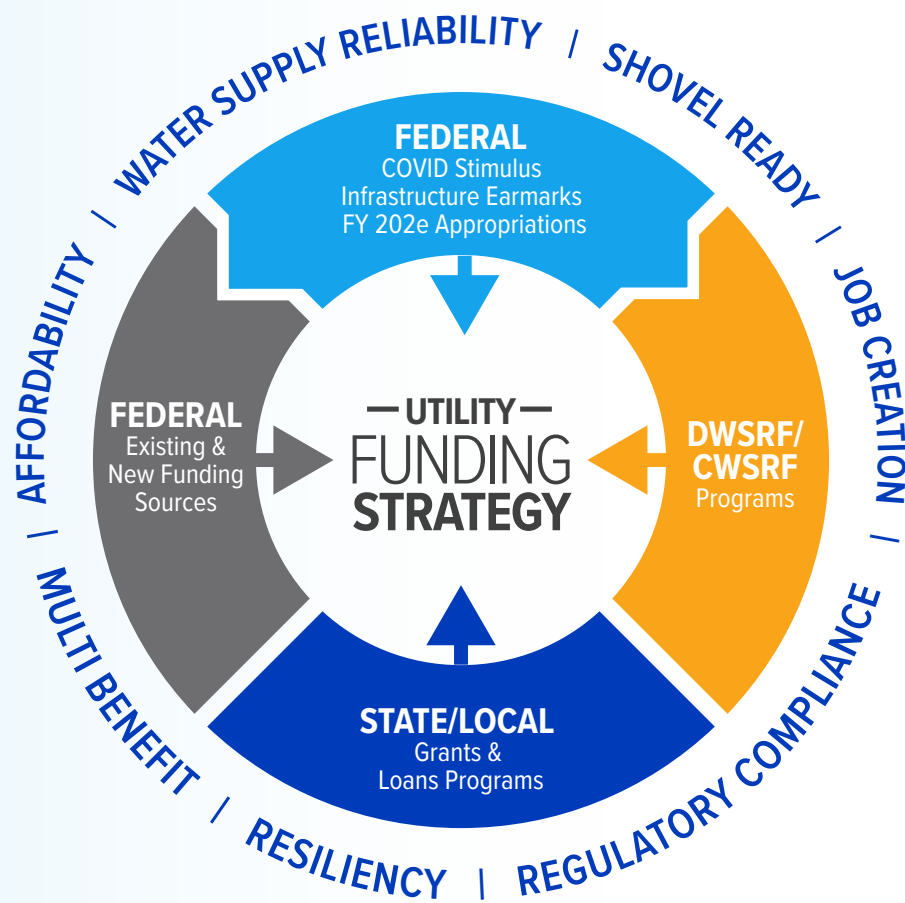 WATER SUPPLY RELIABILITY | SHOVEL READY | JOB CREATION | REGULATORY COMPLIANCE | RESILIENCY | MULTI BENEFIT | AFFORDABILITY |
FEDERAL
COVID Stimulus
Infrastructure Earmarks
FY 202e Appropriations
FEDERAL
Existing &
New Funding
Sources
— UTILITY —
FUNDING
STRATEGY
DWSRF/
CWSRF
Programs
STATE/LOCAL
Grants &
Loans Programs